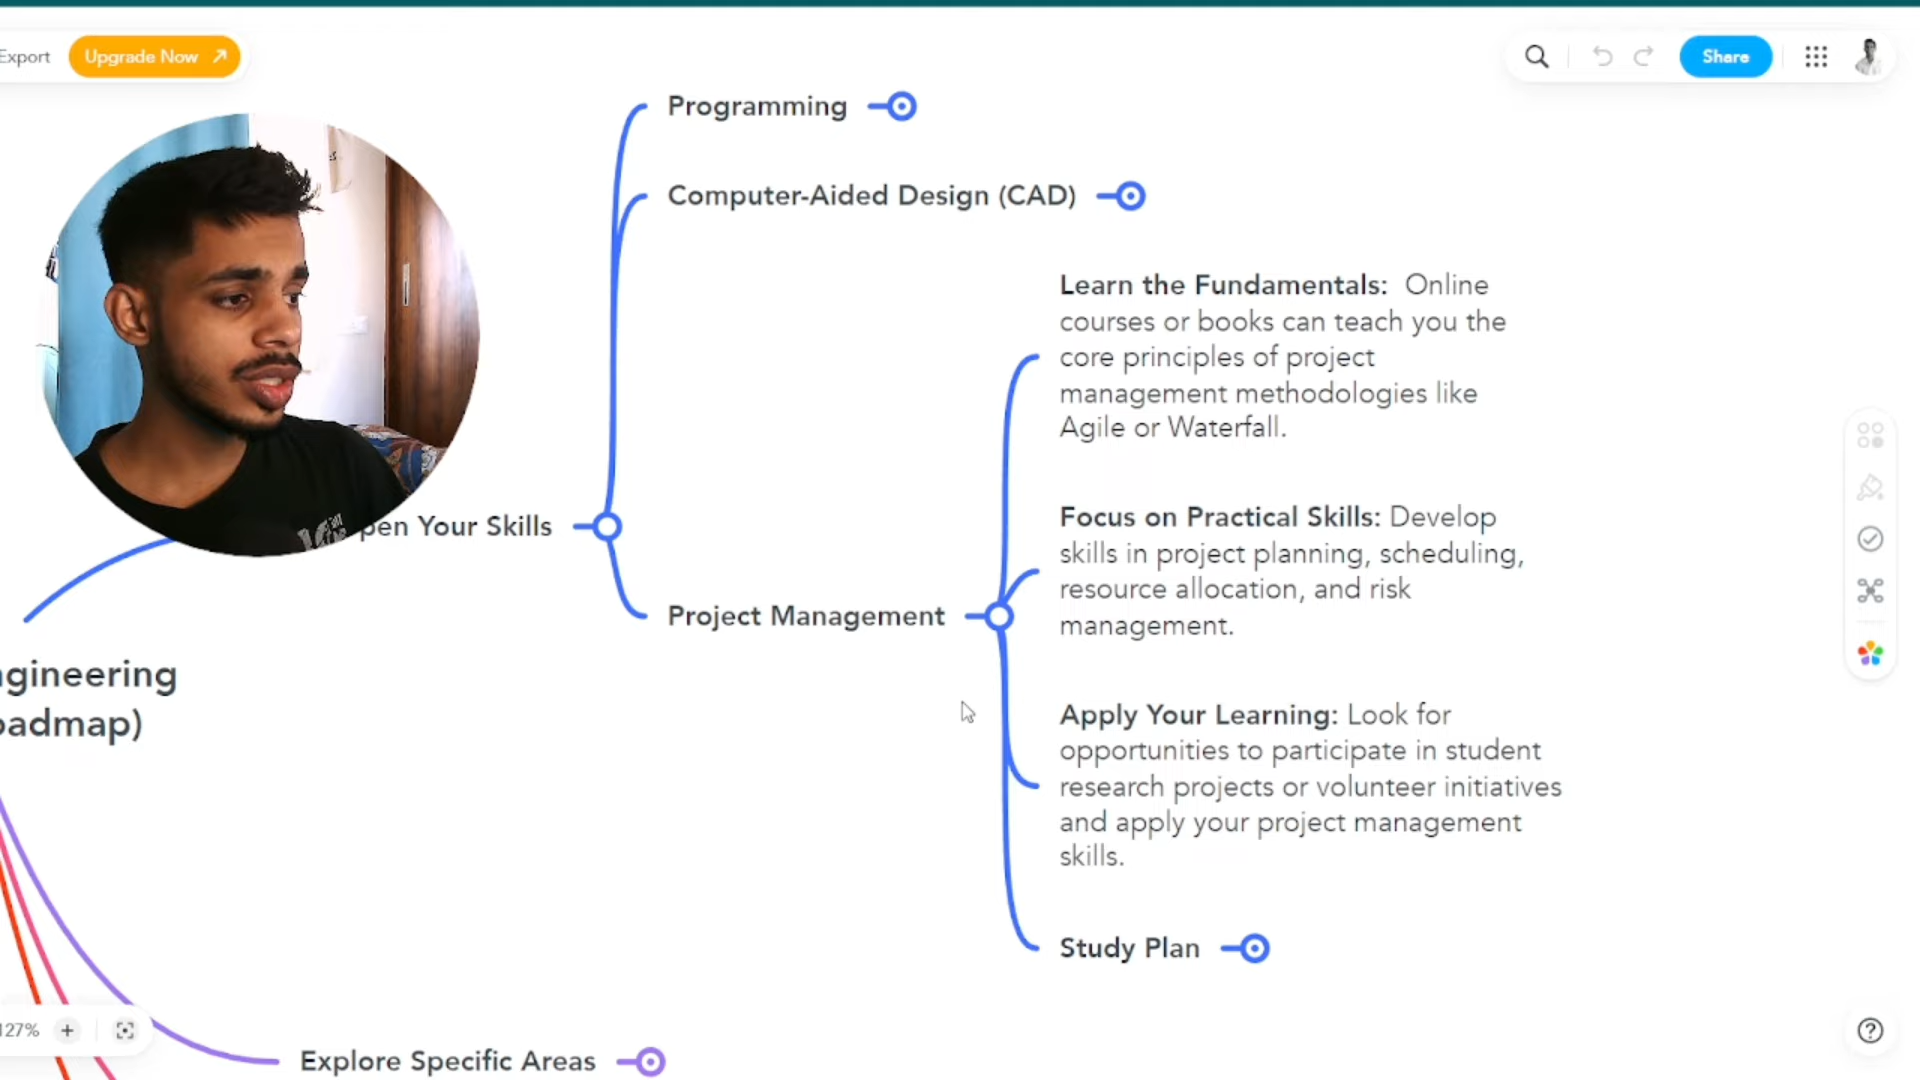 Export
Upgrade Now
Share
Programming
Computer-Aided Design (CAD)
Learn the Fundamentals: Online
courses or books can teach you the
core principles of project
management methodologies like
Agile or Waterfall.
pen Your Skills
Focus on Practical Skills: Develop
skills in project planning, scheduling,
resource allocation, and risk
management.
Project Management
ngineering
oadmap)
Apply Your Learning: Look for
opportunities to participate in student
research projects or volunteer initiatives
and apply your project management
skills.
Study Plan
127%
Explore Specific Areas